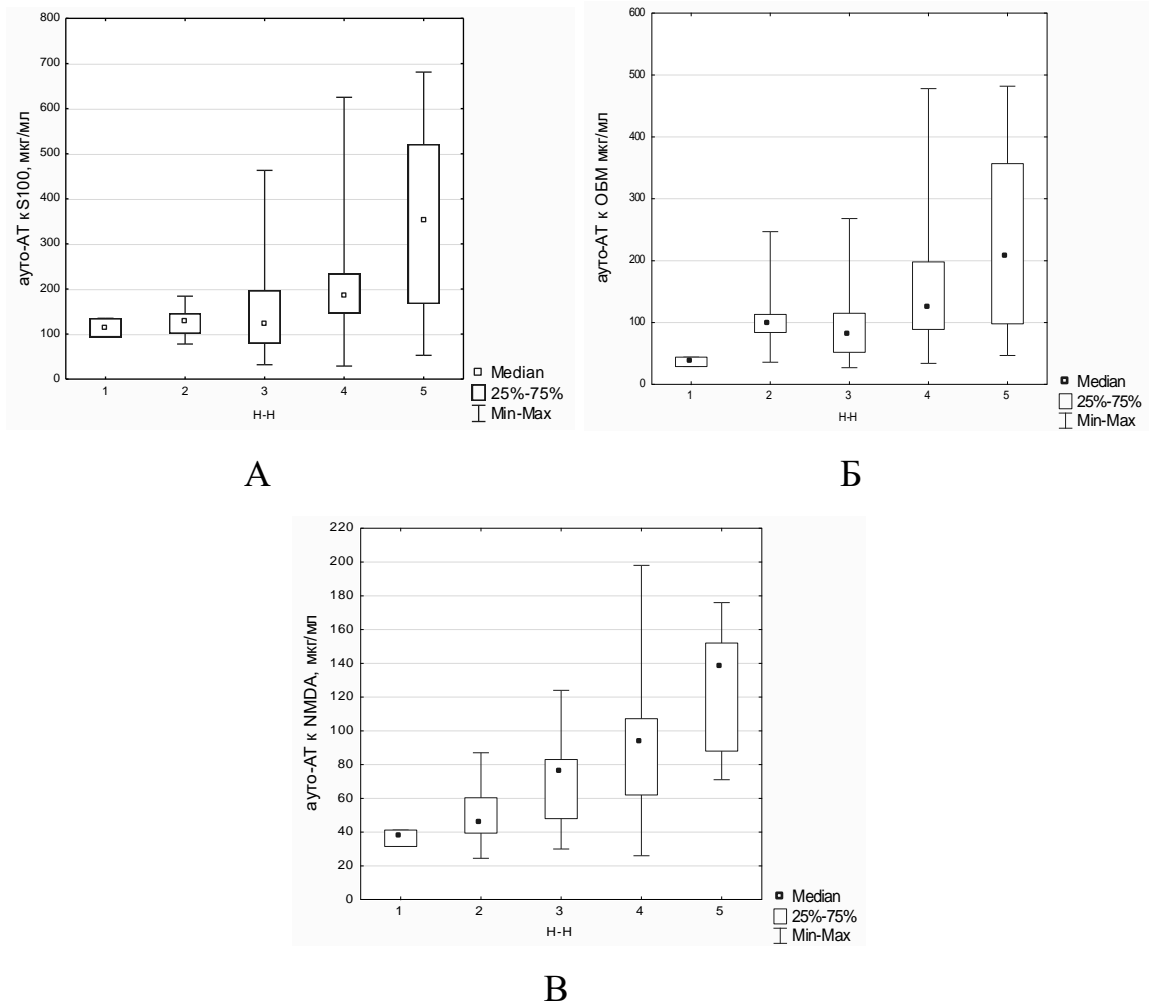 800
700
600
500
400
300
200
100
0
ауто-АТ к S100, мкг/мл
1 2 3 4 5
Н-Н
Median
25%-75%
Min-Max
А
600
500
400
300
200
100
0
ауто-АТ к ОБМ мкг/мл
1 2 3 4 5
Н-Н
Median
25%-75%
Min-Max
Б
220
200
180
160
140
120
100
80
60
40
20
0
ауто-АТ к NMDA, мкг/мл
1 2 3 4 5
Н-Н
Median
25%-75%
Min-Max
В